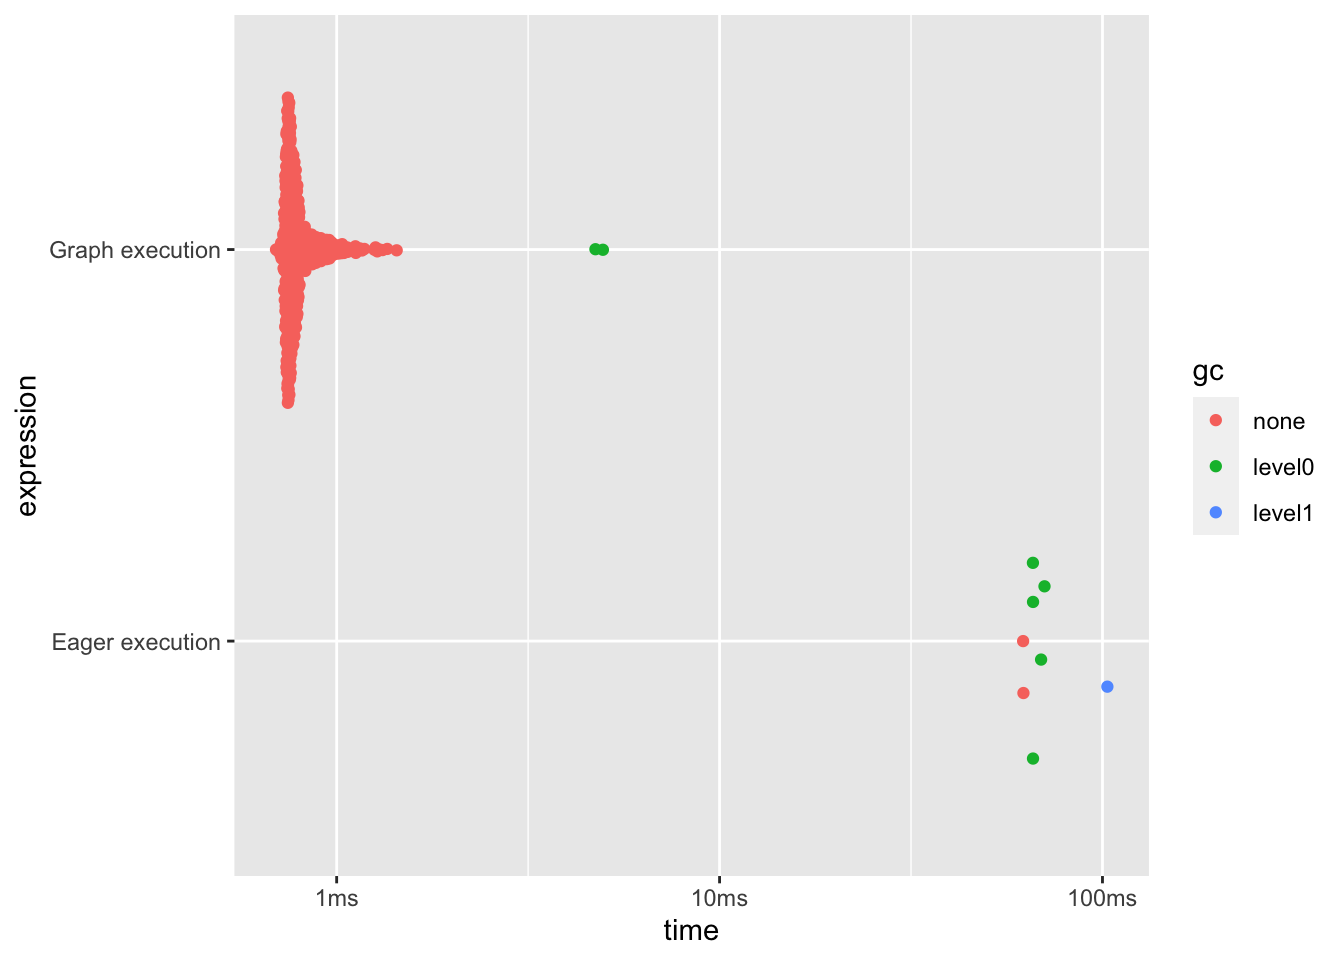 Graph execution
Eager execution
expression
1ms
10ms
100ms
time
gc
none
level0
level1